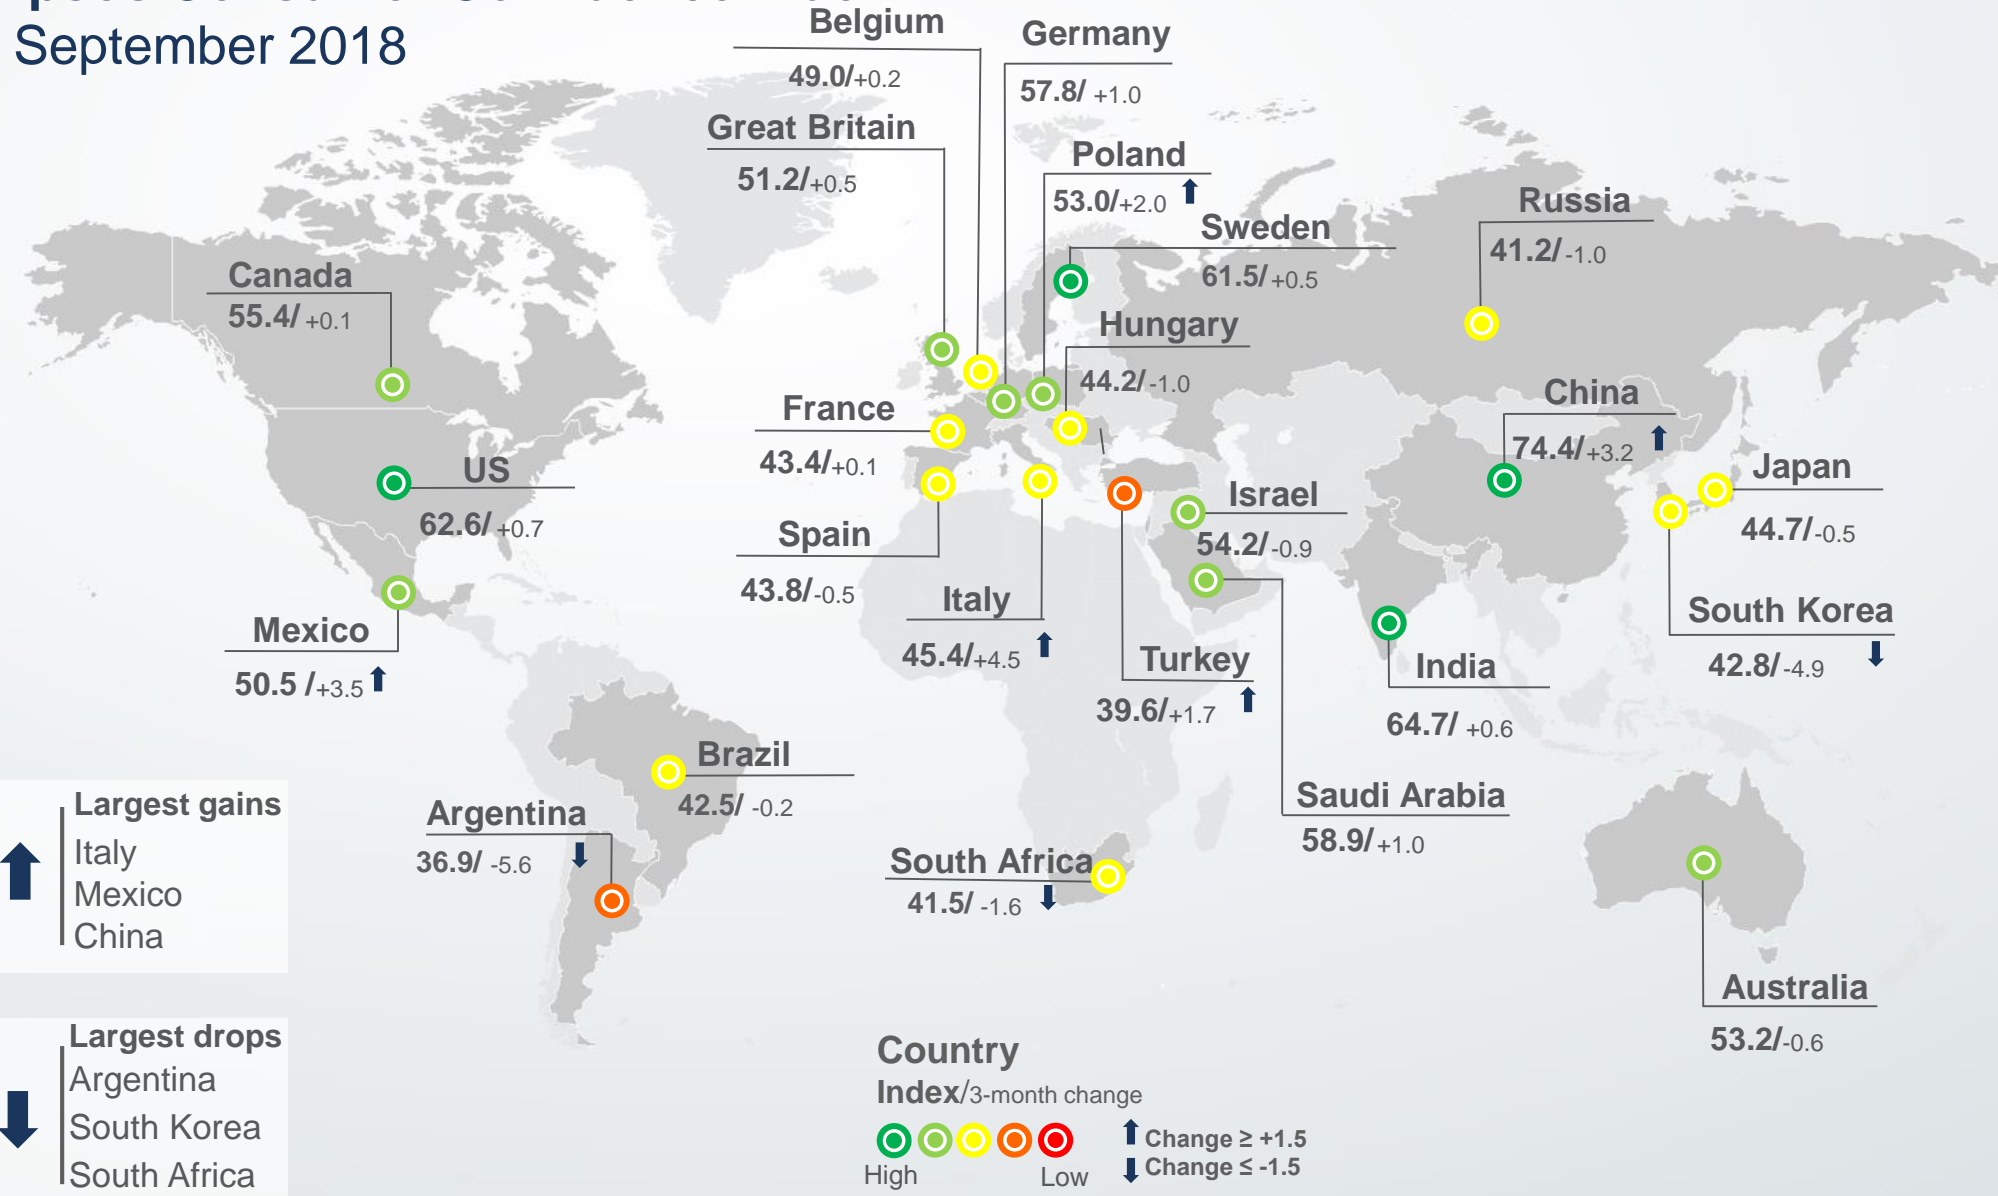 September 2018
Belgium
49.0/+0.2
Germany
57.8/ +1.0
Great Britain
51.2/+0.5
Poland
53.0/+2.0
Sweden
61.5/+0.5
Russia
41.2/-1.0
Canada
55.4/ +0.1
Hungary
44.2/-1.0
China
74.4/+3.2
France
43.4/+0.1
US
62.6/ +0.7
Japan
44.7/-0.5
Israel
54.2/-0.9
Spain
43.8/-0.5
Italy
45.4/+4.5
South Korea
42.8/-4.9
Mexico
50.5 /+3.5
Turkey
39.6/+1.7
India
64.7/ +0.6
Brazil
42.5/ -0.2
Saudi Arabia
58.9/+1.0
Argentina
36.9/ -5.6
South Africa
41.5/ -1.6
Australia
53.2/-0.6
Largest gains
Italy
Mexico
China
Largest drops
Argentina
South Korea
South Africa
Country
Index/3-month change
High
Low
Change ≥ +1.5
Change ≤ -1.5